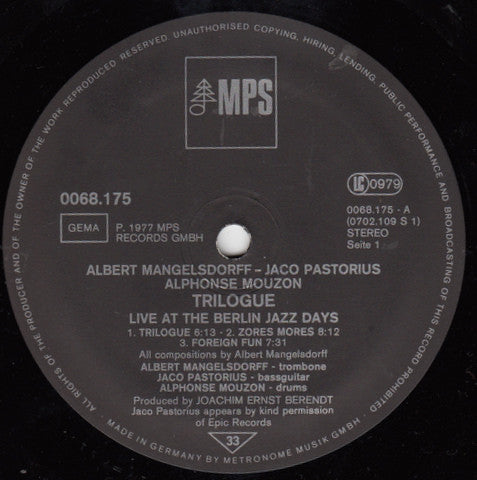 ALL RIGHTS OF THE PRODUCER AND OF THE OWNER OF THE WORK REPRODUCED RESERVED. UNAUTHORISED COPYING, HIRING, LENDING, PUBLIC PERFORMANCE AND BROADCASTING OF THIS RECORD PROHIBITED
MPS
0068.175
LC 0979
GEMA
P. 1977 MPS
RECORDS GMBH
0068.175 - A
(0702.109 S 1)
STEREO
Seite 1
ALBERT MANGELSDORFF - JACO PASTORIUS
ALPHONSE MOUZON
TRILOGUE
LIVE AT THE BERLIN JAZZ DAYS
1. TRILOGUE 6:13 - 2. ZORES MORES 8:12
3. FOREIGN FUN 7:31
All compositions by Albert Mangelsdorff
ALBERT MANGELSDORFF - trombone
JACO PASTORIUS - bassguitar
ALPHONSE MOUZON - drums
Produced by JOACHIM ERNST BERENDT
Jaco Pastorius appears by kind permission
of Epic Records
33
MADE IN GERMANY BY METRONOME MUSIK GMBH